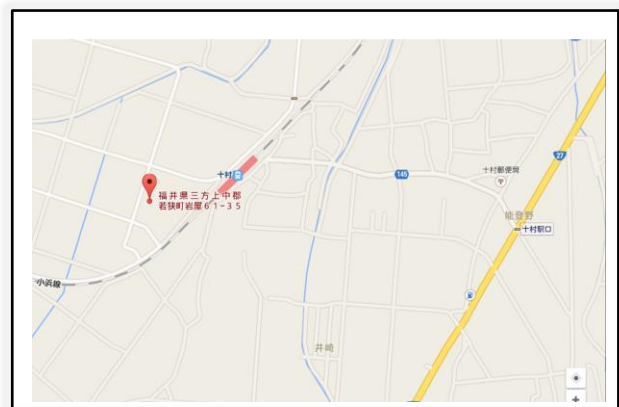 27
十村
145
十村郵便局
福井県三方上中郡
若狭町岩屋61-35
能登野
十村駅口
小浜線
井崎